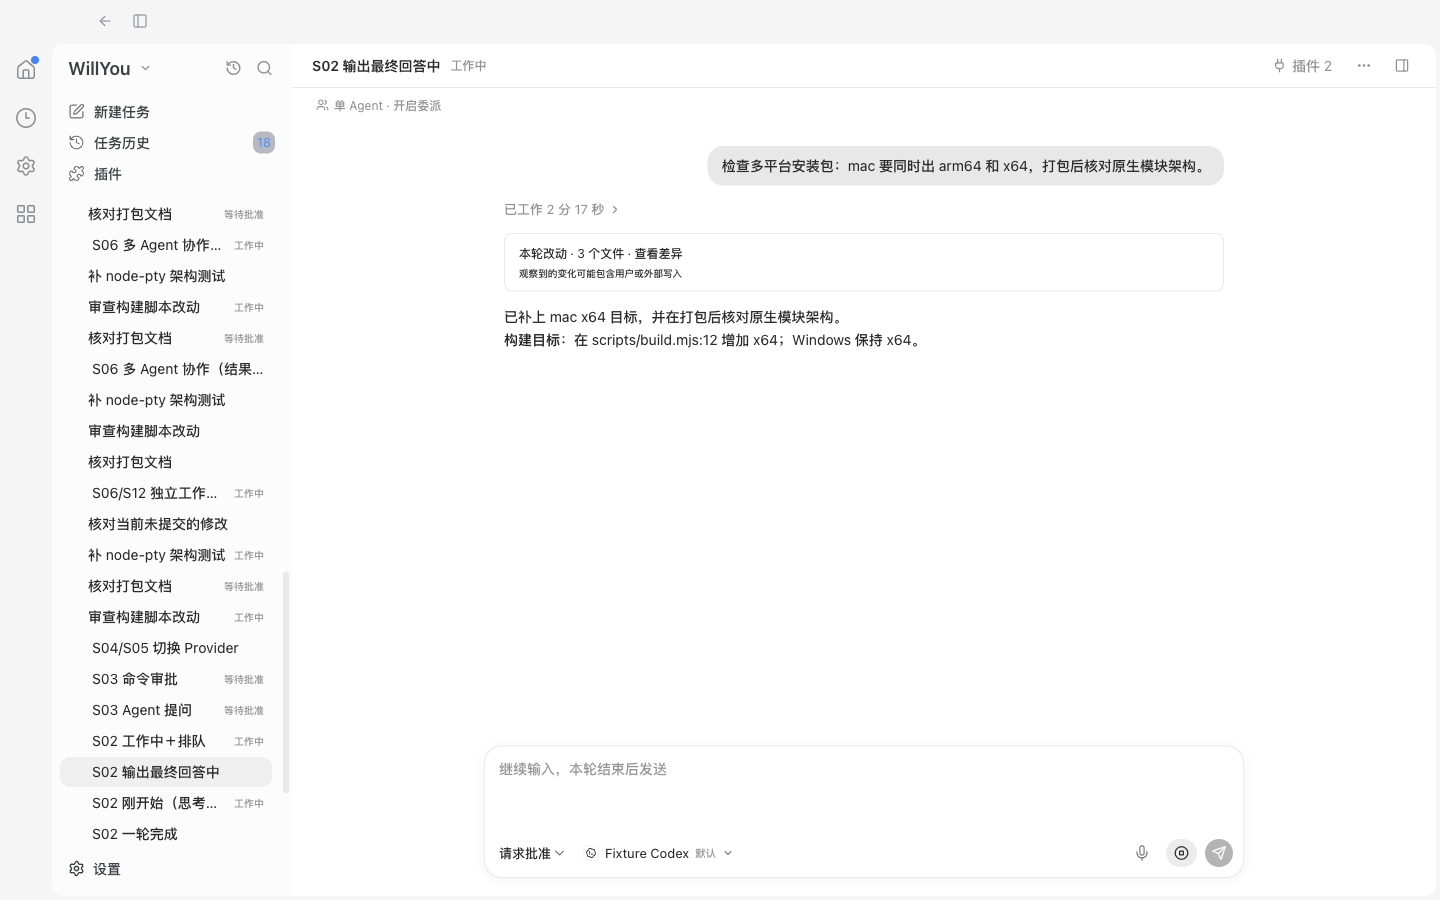 WillYou
新建任务
任务历史 18
插件
核对打包文档 等待批准
S06 多 Agent 协作... 工作中
补 node-pty 架构测试
审查构建脚本改动 工作中
核对打包文档 等待批准
S06 多 Agent 协作（结果...
补 node-pty 架构测试
审查构建脚本改动
核对打包文档
S06/S12 独立工作... 工作中
核对当前未提交的修改
补 node-pty 架构测试 工作中
核对打包文档 等待批准
审查构建脚本改动 工作中
S04/S05 切换 Provider
S03 命令审批 等待批准
S03 Agent 提问 等待批准
S02 工作中＋排队 工作中
S02 输出最终回答中
S02 刚开始（思考... 工作中
S02 一轮完成
设置
S02 输出最终回答中 工作中
插件 2
单 Agent · 开启委派
检查多平台安装包：mac 要同时出 arm64 和 x64，打包后核对原生模块架构。
已工作 2 分 17 秒
本轮改动 · 3 个文件 · 查看差异
观察到的变化可能包含用户或外部写入
已补上 mac x64 目标，并在打包后核对原生模块架构。
构建目标：在 scripts/build.mjs:12 增加 x64；Windows 保持 x64。
继续输入，本轮结束后发送
请求批准 Fixture Codex 默认